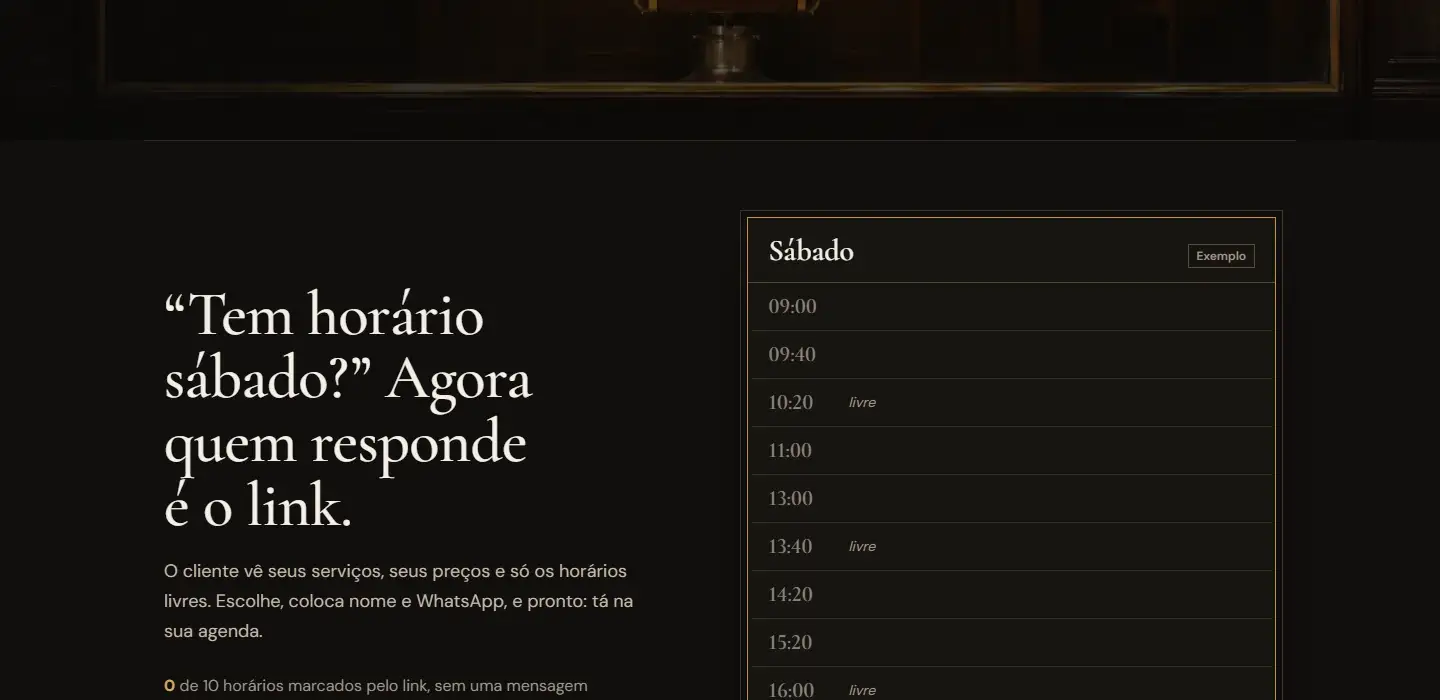 “Tem horário
sábado?” Agora
quem responde
é o link.
O cliente vê seus serviços, seus preços e só os horários
livres. Escolhe, coloca nome e WhatsApp, e pronto: tá na
sua agenda.
0 de 10 horários marcados pelo link, sem uma mensagem
Sábado
Exemplo
09:00
09:40
10:20 livre
11:00
13:00
13:40 livre
14:20
15:20
16:00 livre